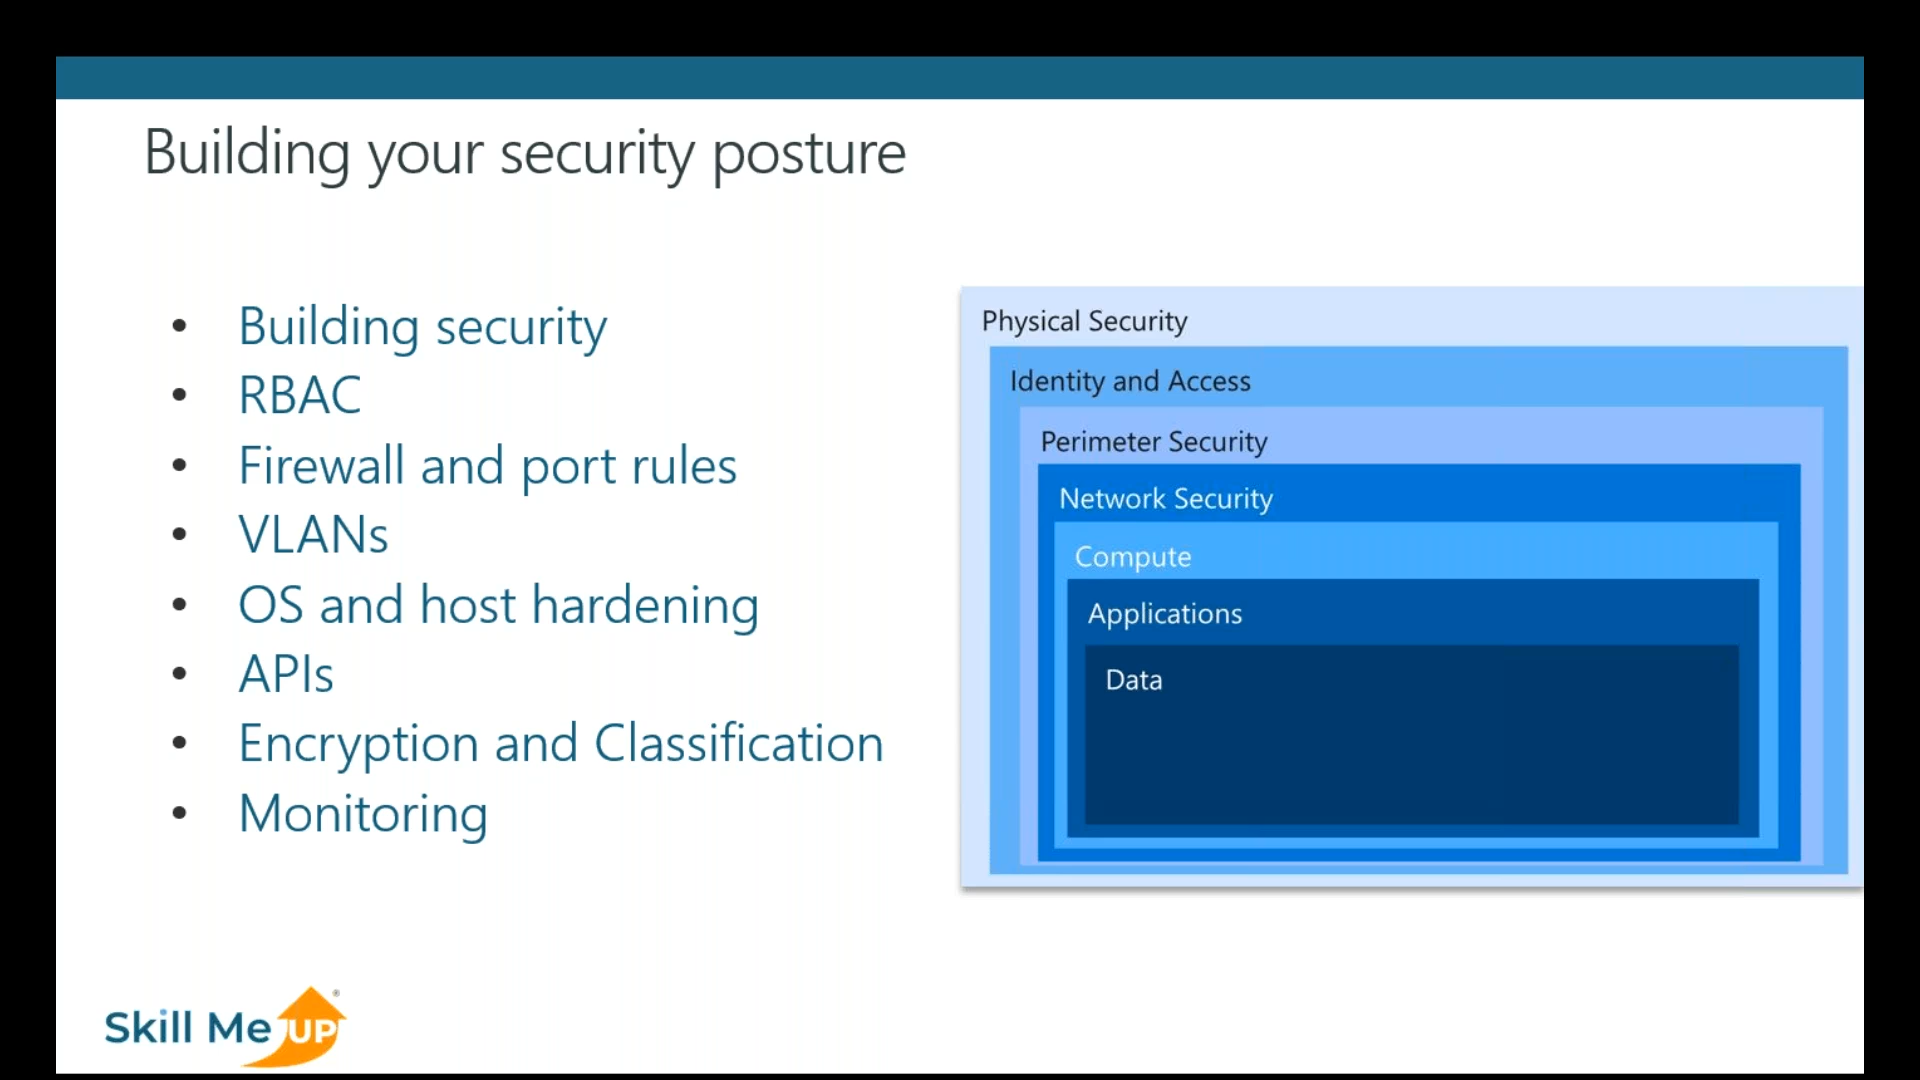 Building your security posture
• Building security
• RBAC
• Firewall and port rules
• VLANs
• OS and host hardening
• APIs
• Encryption and Classification
• Monitoring
Physical Security
Identity and Access
Perimeter Security
Network Security
Compute
Applications
Data
Skill Me UP®